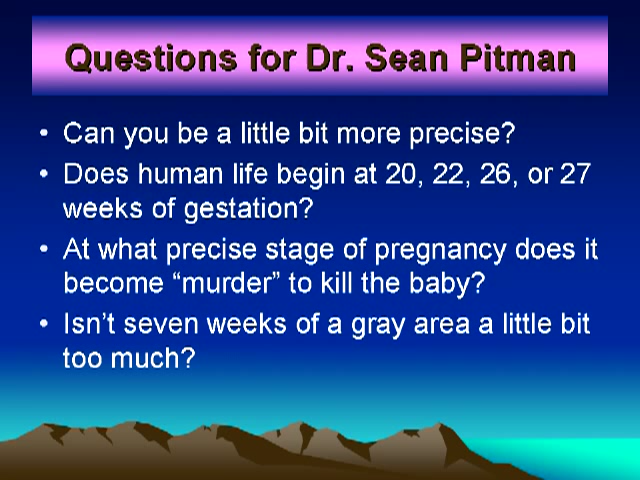 Questions for Dr. Sean Pitman
• Can you be a little bit more precise?
• Does human life begin at 20, 22, 26, or 27
weeks of gestation?
• At what precise stage of pregnancy does it
become “murder” to kill the baby?
• Isn’t seven weeks of a gray area a little bit
too much?